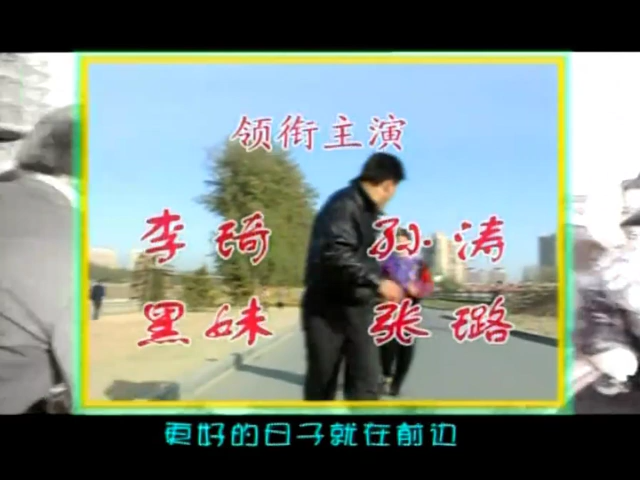 领衔主演
李琦 孙涛
黑妹 张璐
更好的日子就在前边